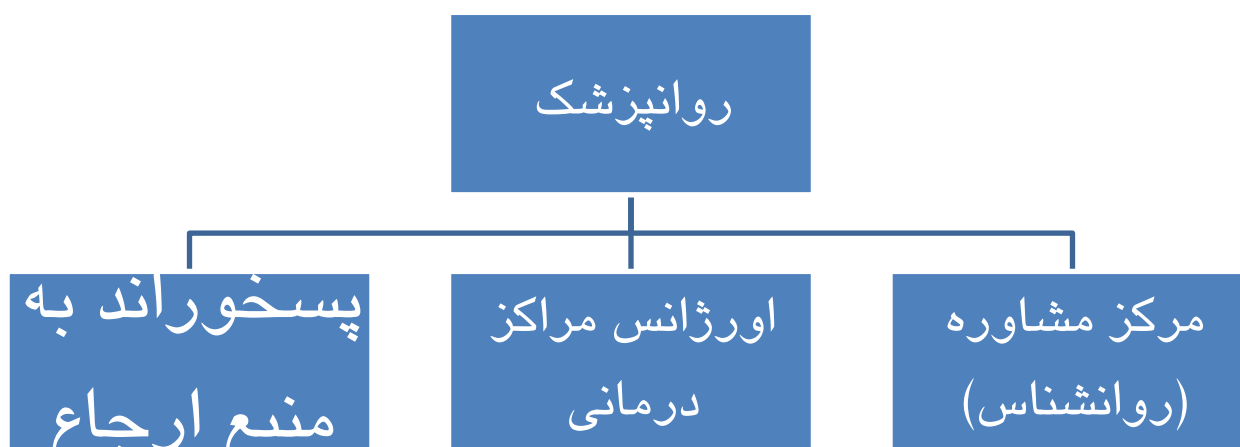 روانپزشک
مرکز مشاوره
(روانشناس)
اورژانس مراکز
درمانی
پسخوراند به
منبع ارجاع